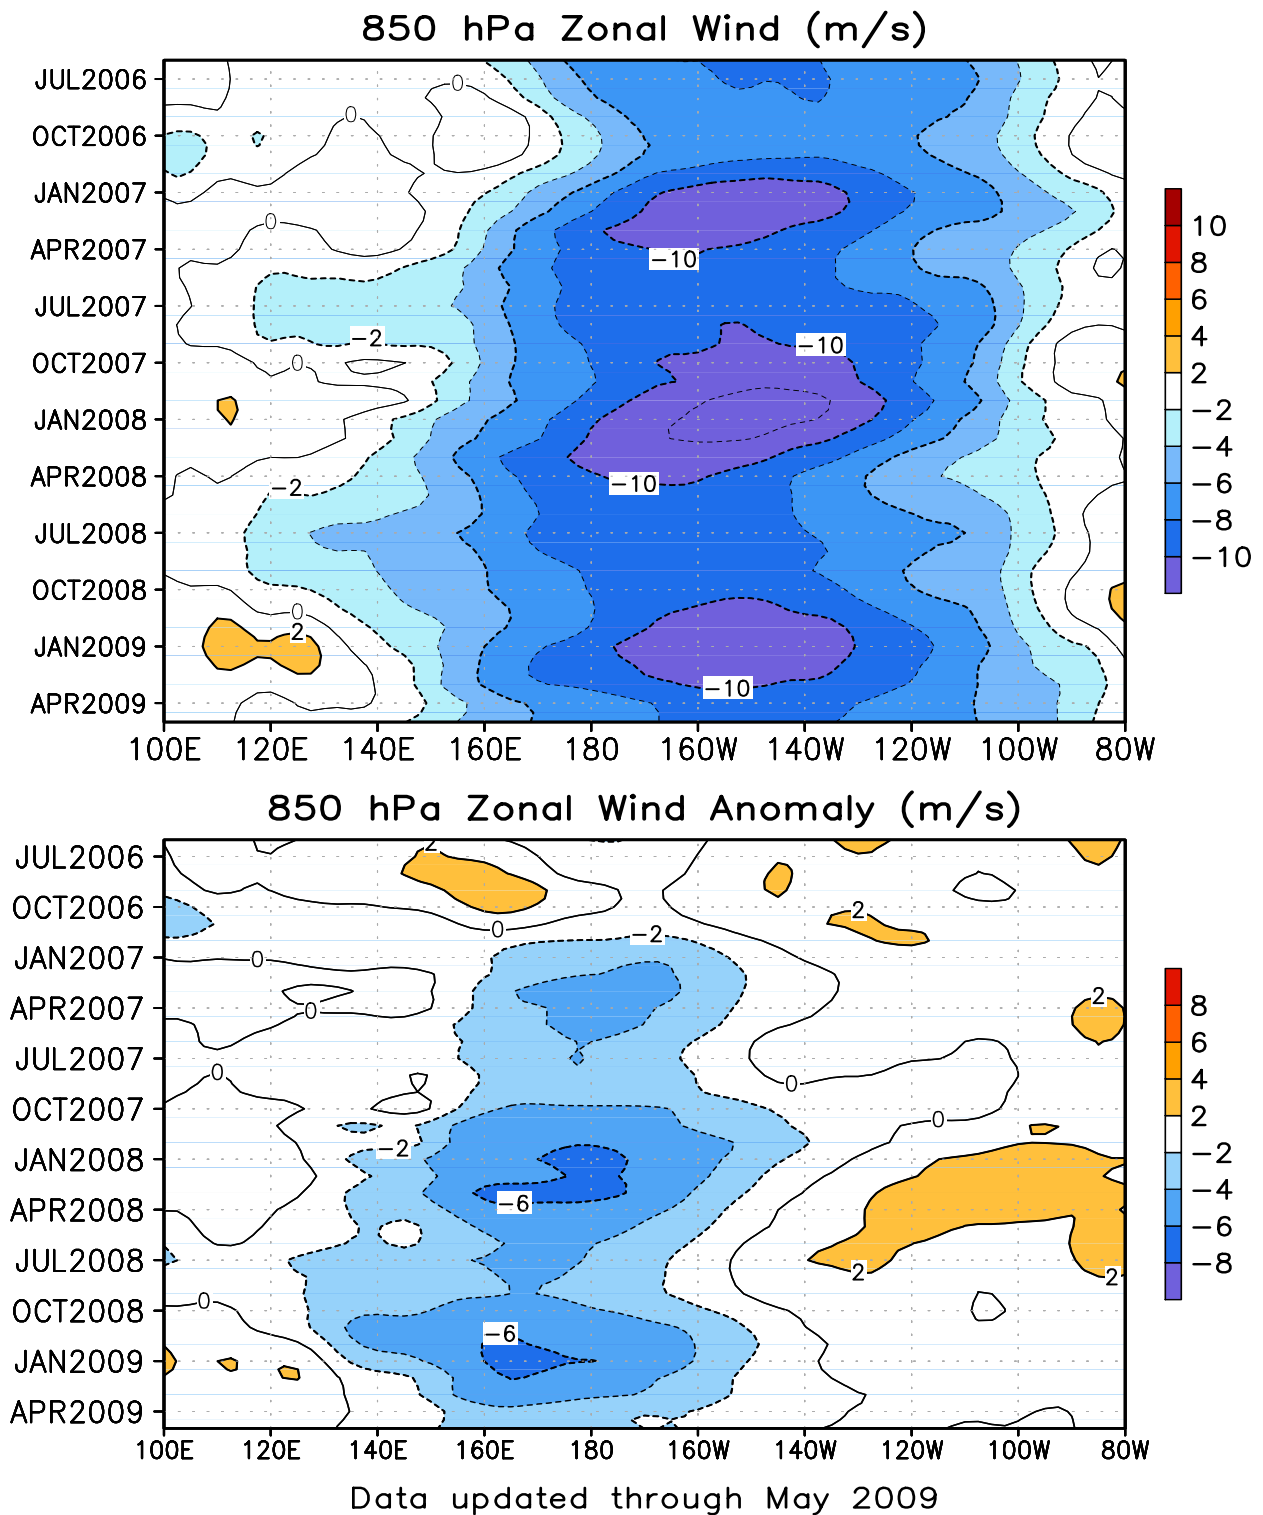 850 hPa Zonal Wind (m/s)
JUL2006
OCT2006
JAN2007
APR2007
JUL2007
OCT2007
JAN2008
APR2008
JUL2008
OCT2008
JAN2009
APR2009
0
0
0
−10
−2
−10
0
−2
−10
0
2
−10
100E 120E 140E 160E 180 160W 140W 120W 100W 80W
10
8
6
4
2
−2
−4
−6
−8
−10
850 hPa Zonal Wind Anomaly (m/s)
JUL2006
OCT2006
JAN2007
APR2007
JUL2007
OCT2007
JAN2008
APR2008
JUL2008
OCT2008
JAN2009
APR2009
2
2
0
−2
0
2
0
0
0
0
−2
−6
2
2
0
−6
100E 120E 140E 160E 180 160W 140W 120W 100W 80W
8
6
4
2
−2
−4
−6
−8
Data updated through May 2009